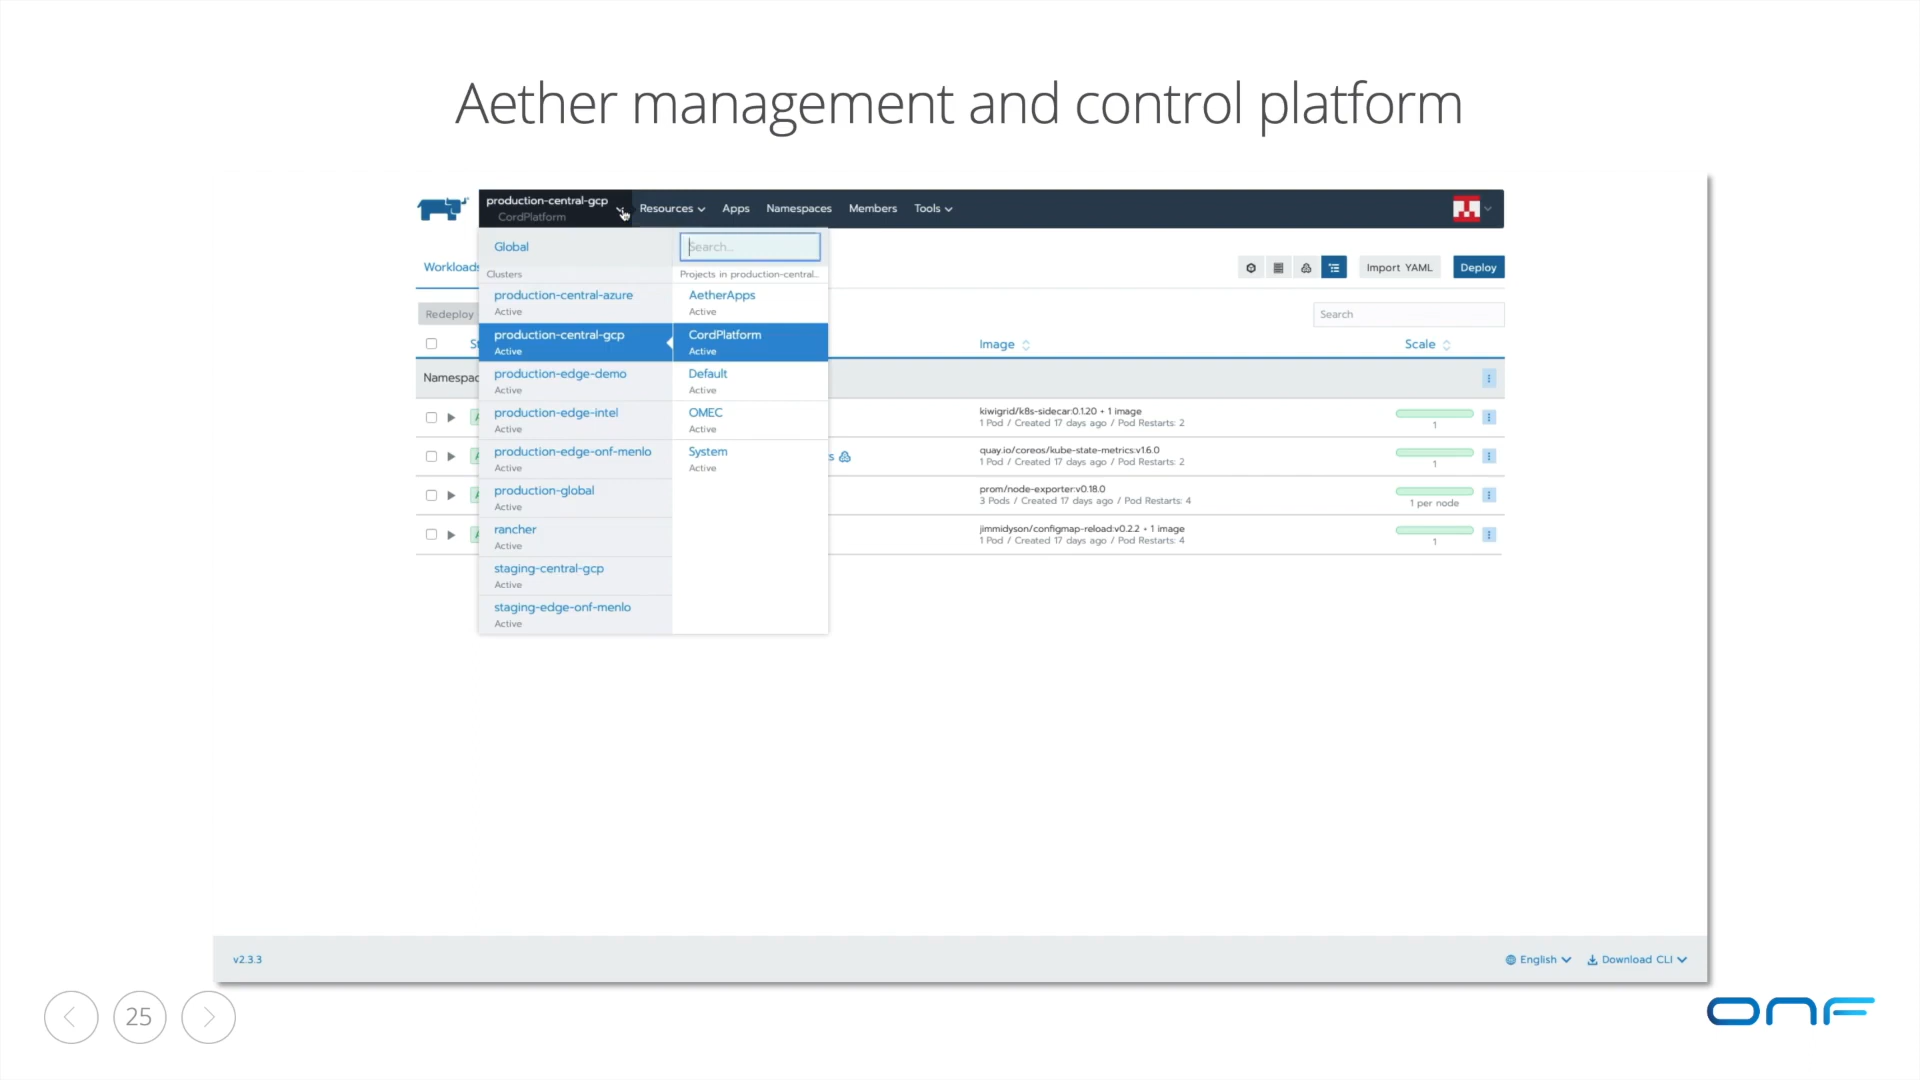 Aether management and control platform
production-central-gcp
CordPlatform
Resources
Apps
Namespaces
Members
Tools
Global
Search...
Workloads
Clusters
Projects in production-central...
Import YAML
Deploy
production-central-azure
Active
AetherApps
Active
Redeploy
Search
production-central-gcp
Active
CordPlatform
Active
Image
Scale
production-edge-demo
Active
Default
Active
production-edge-intel
Active
OMEC
Active
kiwigrid/k8s-sidecar:0.1.20 + 1 image
1 Pod / Created 17 days ago / Pod Restarts: 2
1
production-edge-onf-menlo
Active
System
Active
quay.io/coreos/kube-state-metrics:v1.6.0
1 Pod / Created 17 days ago / Pod Restarts: 2
1
production-global
Active
prom/node-exporter:v0.18.0
3 Pods / Created 17 days ago / Pod Restarts: 4
1 per node
rancher
Active
jimmidyson/configmap-reload:v0.2.2 + 1 image
1 Pod / Created 17 days ago / Pod Restarts: 4
1
staging-central-gcp
Active
staging-edge-onf-menlo
Active
v2.3.3
English
Download CLI
25
ONF